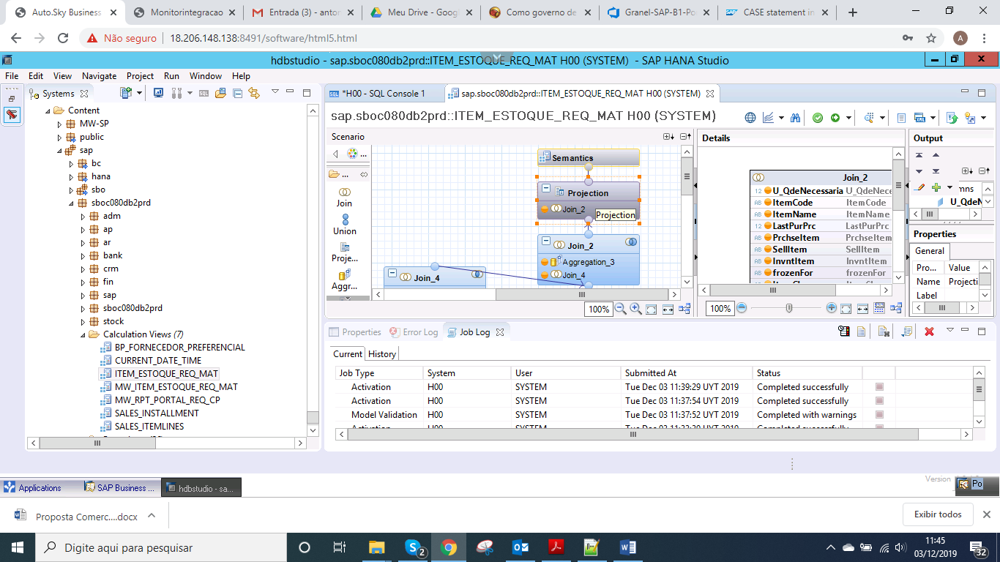 Auto.Sky Business
Monitorintegracao
Entrada (3) - anton
Meu Drive - Goog
Como governo de
Granel-SAP-B1-Po
CASE statement in
Não seguro
18.206.148.138:8491/software/html5.html
A
hdbstudio - sap.sboc080db2prd::ITEM_ESTOQUE_REQ_MAT H00 (SYSTEM) - SAP HANA Studio
File Edit View Navigate Project Run Window Help
Systems
Content
MW-SP
public
sap
bc
hana
sbo
sboc080db2prd
adm
ap
ar
bank
crm
fin
sap
sboc080db2prd
stock
Calculation Views (7)
BP_FORNECEDOR_PREFERENCIAL
CURRENT_DATE_TIME
ITEM_ESTOQUE_REQ_MAT
MW_ITEM_ESTOQUE_REQ_MAT
MW_RPT_PORTAL_REQ_CP
SALES_INSTALLMENT
SALES_ITEMLINES
*H00 - SQL Console 1
sap.sboc080db2prd::ITEM_ESTOQUE_REQ_MAT H00 (SYSTEM)
sap.sboc080db2prd::ITEM_ESTOQUE_REQ_MAT H00 (SYSTEM)
Scenario
...
...
Join
Union
Proje...
Aggr...
Semantics
Projection
Join_2
Projection
Join_2
Aggregation_3
Join_4
Join_4
100%
Details
Join_2
12 U_QdeNecessaria U_QdeNece
AB ItemCode ItemCode
AB ItemName ItemName
12 LastPurPrc LastPurPrc
AB PrchseItem PrchseItem
AB SellItem SellItem
AB InvntItem InvntItem
AB frozenFor frozenFor
100%
Output
mns
U_QdeN
Properties
General
Pro... Value
Name Projecti
Label
Properties
Error Log
Job Log
Current
History
Job Type System User Submitted At Status
Activation H00 SYSTEM Tue Dec 03 11:39:29 UYT 2019 Completed successfully
Activation H00 SYSTEM Tue Dec 03 11:37:54 UYT 2019 Completed successfully
Model Validation H00 SYSTEM Tue Dec 03 11:37:52 UYT 2019 Completed with warnings
Version
Applications
SAP Business ...
hdbstudio - sa...
Po
Proposta Comerc....docx
Exibir todos
Digite aqui para pesquisar
2
11:45
03/12/2019
32